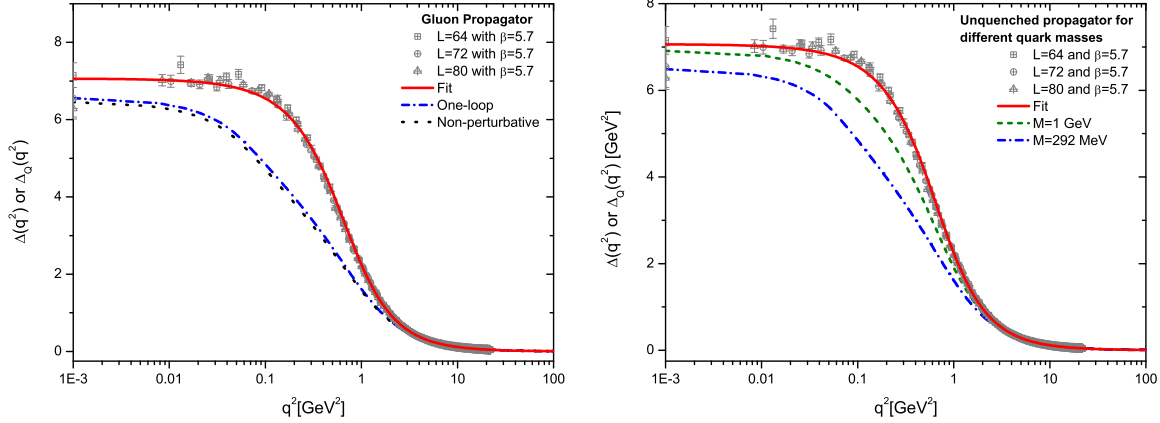 Gluon Propagator
L=64 with β=5.7
L=72 with β=5.7
L=80 with β=5.7
Fit
One-loop
Non-perturbative
8
6
4
2
0
Δ(q²) or Δ_Q(q²)
1E-3 0.01 0.1 1 10 100
q²[GeV²]
Unquenched propagator for
different quark masses
L=64 and β=5.7
L=72 and β=5.7
L=80 and β=5.7
Fit
M=1 GeV
M=292 MeV
8
6
4
2
0
Δ(q²) or Δ_Q(q²) [GeV²]
1E-3 0.01 0.1 1 10 100
q²[GeV²]